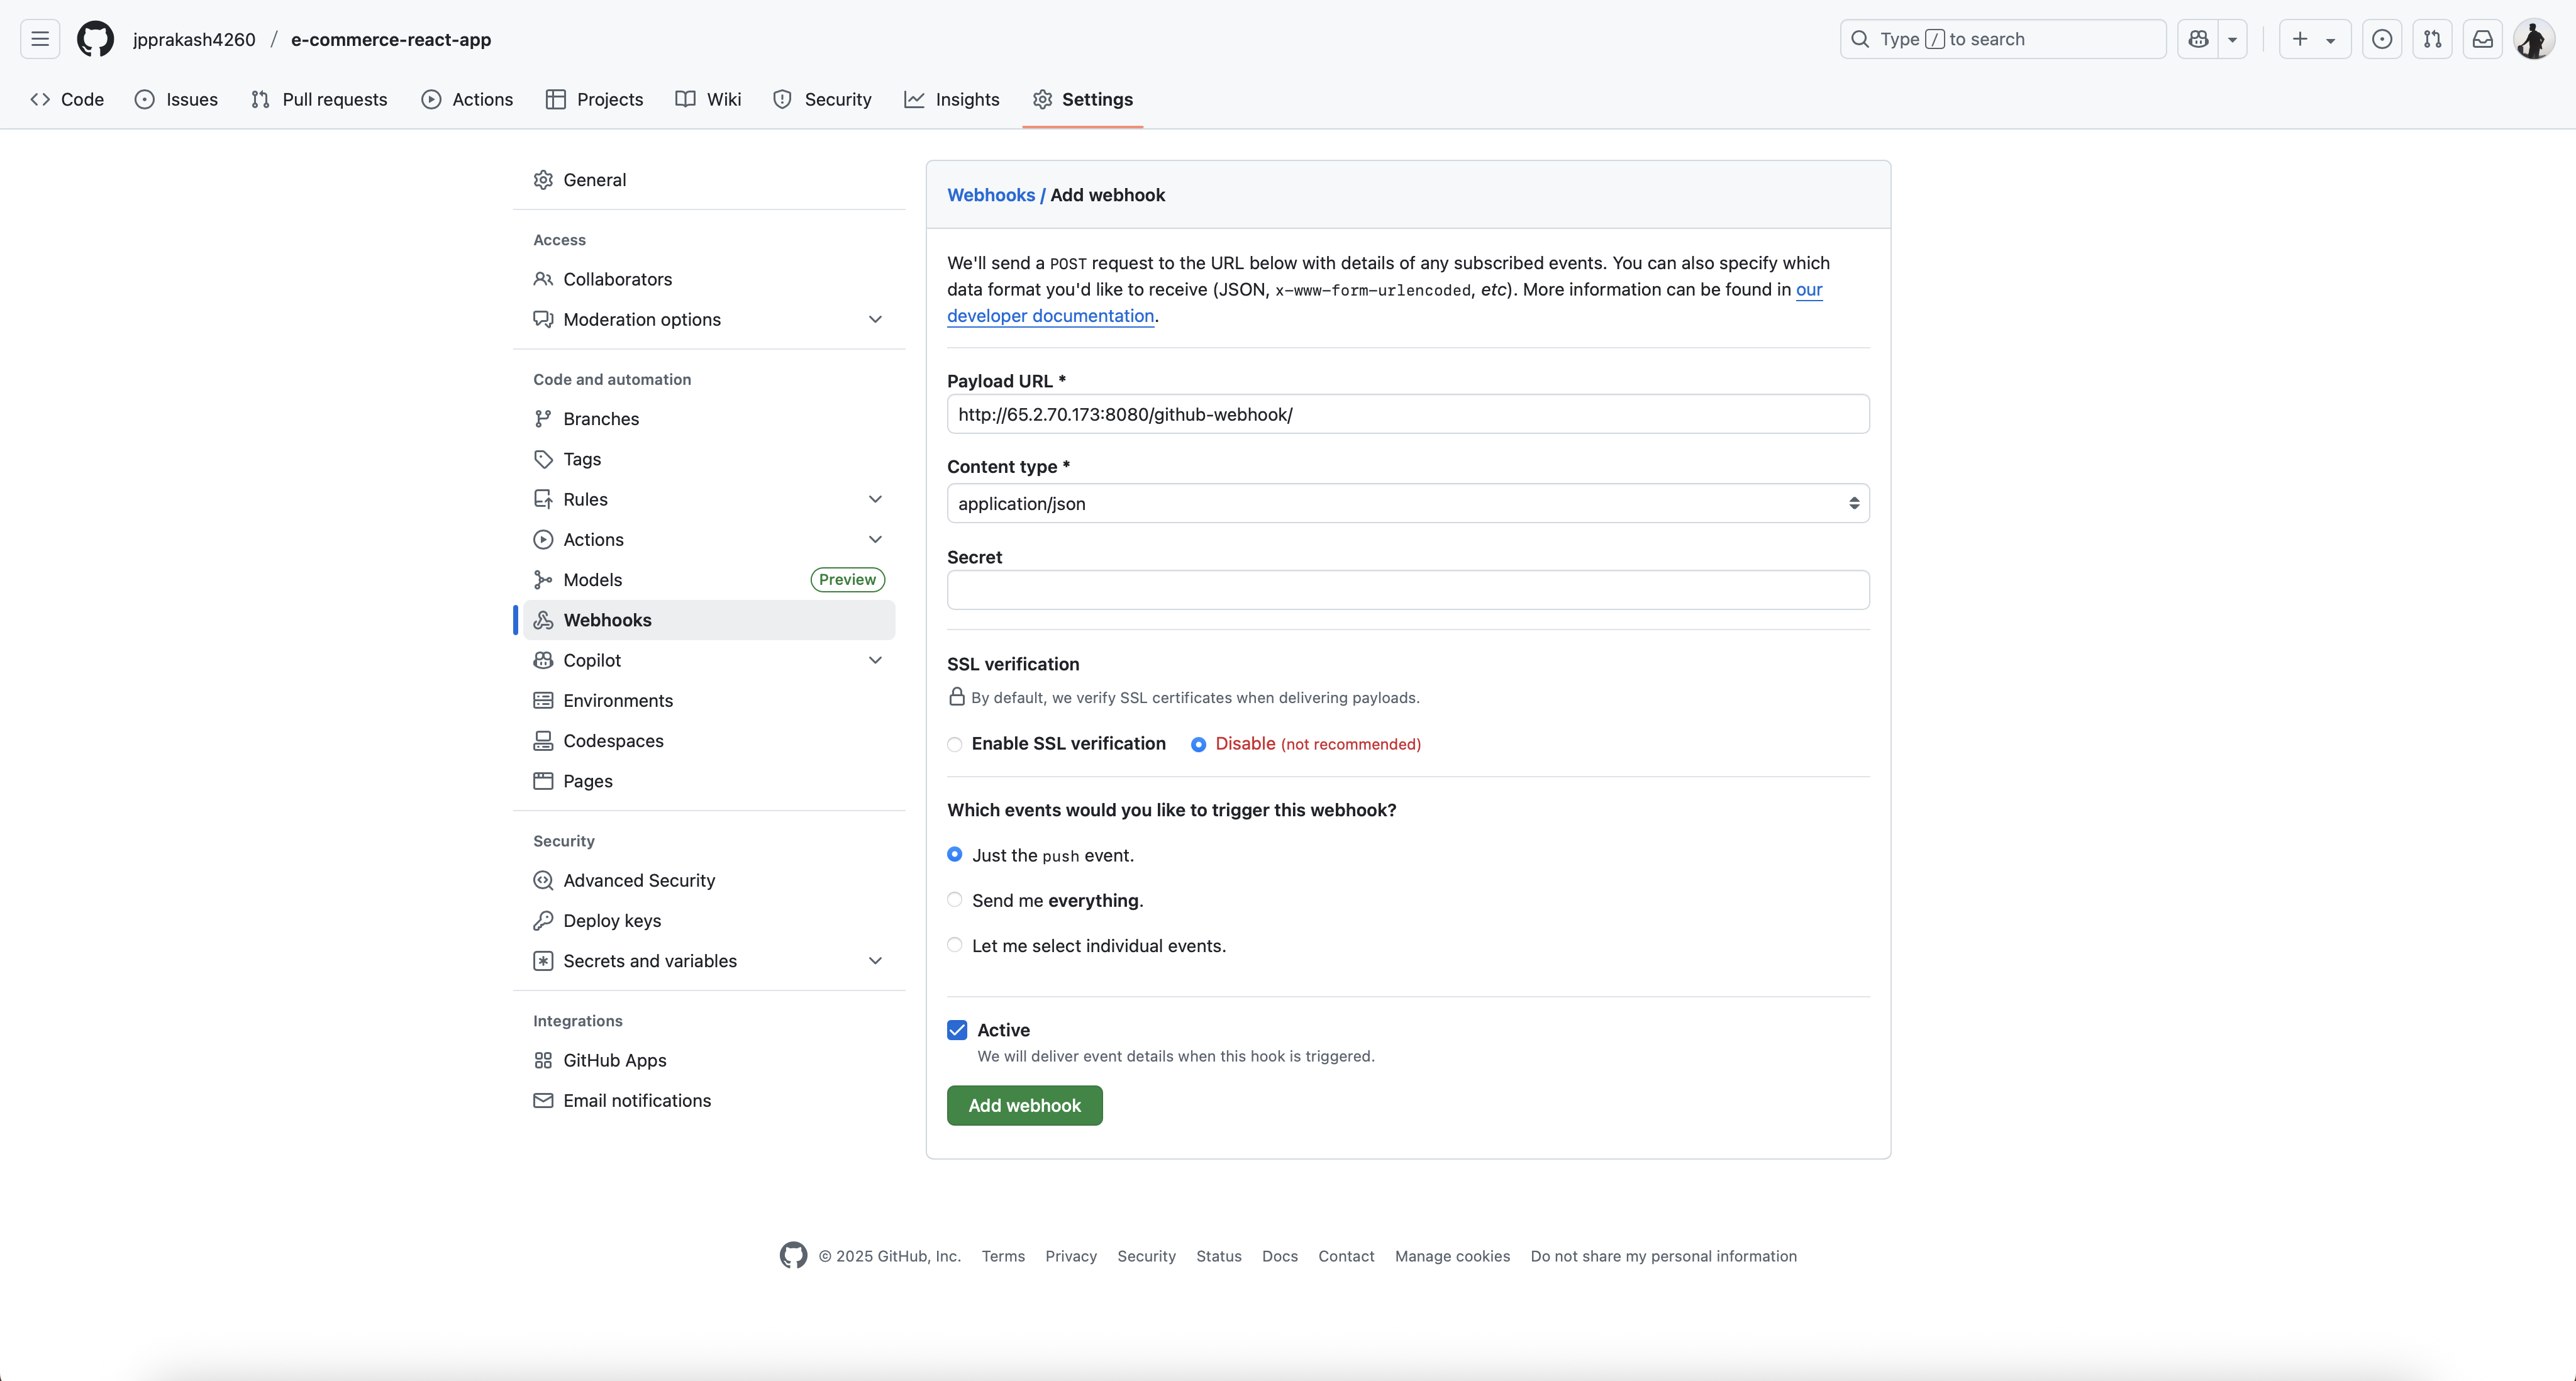 jpprakash4260 / e-commerce-react-app
Type / to search
Code
Issues
Pull requests
Actions
Projects
Wiki
Security
Insights
Settings
General
Access
Collaborators
Moderation options
Code and automation
Branches
Tags
Rules
Actions
Models
Preview
Webhooks
Copilot
Environments
Codespaces
Pages
Security
Advanced Security
Deploy keys
Secrets and variables
Integrations
GitHub Apps
Email notifications
Webhooks / Add webhook
We'll send a POST request to the URL below with details of any subscribed events. You can also specify which
data format you'd like to receive (JSON, x-www-form-urlencoded, etc). More information can be found in our
developer documentation.
Payload URL *
http://65.2.70.173:8080/github-webhook/
Content type *
application/json
Secret
SSL verification
By default, we verify SSL certificates when delivering payloads.
Enable SSL verification
Disable (not recommended)
Which events would you like to trigger this webhook?
Just the push event.
Send me everything.
Let me select individual events.
Active
We will deliver event details when this hook is triggered.
Add webhook
© 2025 GitHub, Inc.
Terms
Privacy
Security
Status
Docs
Contact
Manage cookies
Do not share my personal information